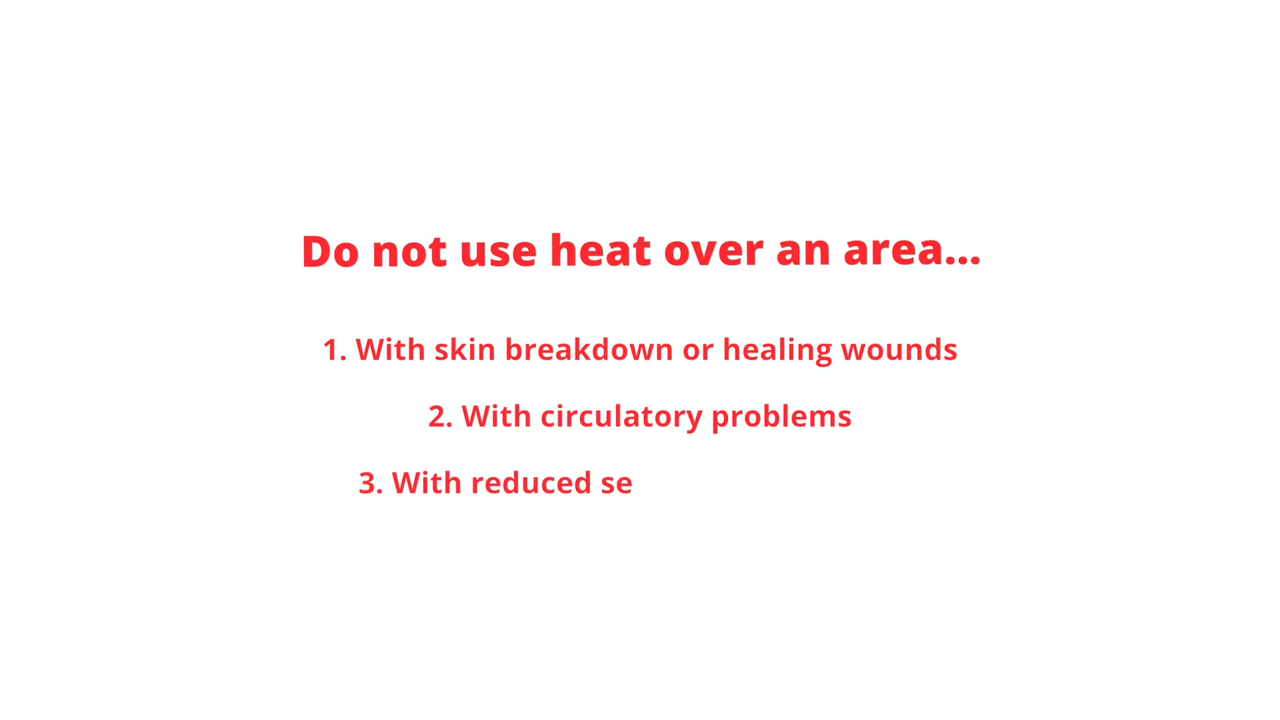 Do not use heat over an area...
1. With skin breakdown or healing wounds
2. With circulatory problems
3. With reduced se